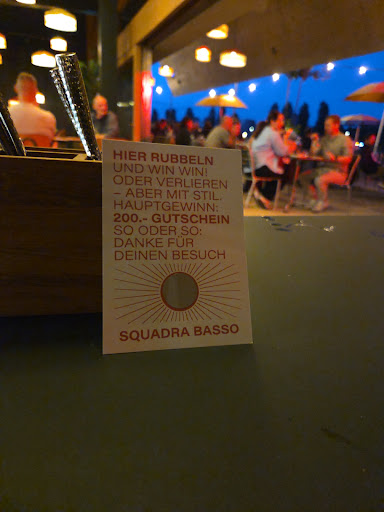 HIER RUBBELN
UND WIN WIN!
ODER VERLIEREN
– ABER MIT STIL.
HAUPTGEWINN:
200.- GUTSCHEIN
SO ODER SO:
DANKE FÜR
DEINEN BESUCH
SQUADRA BASSO